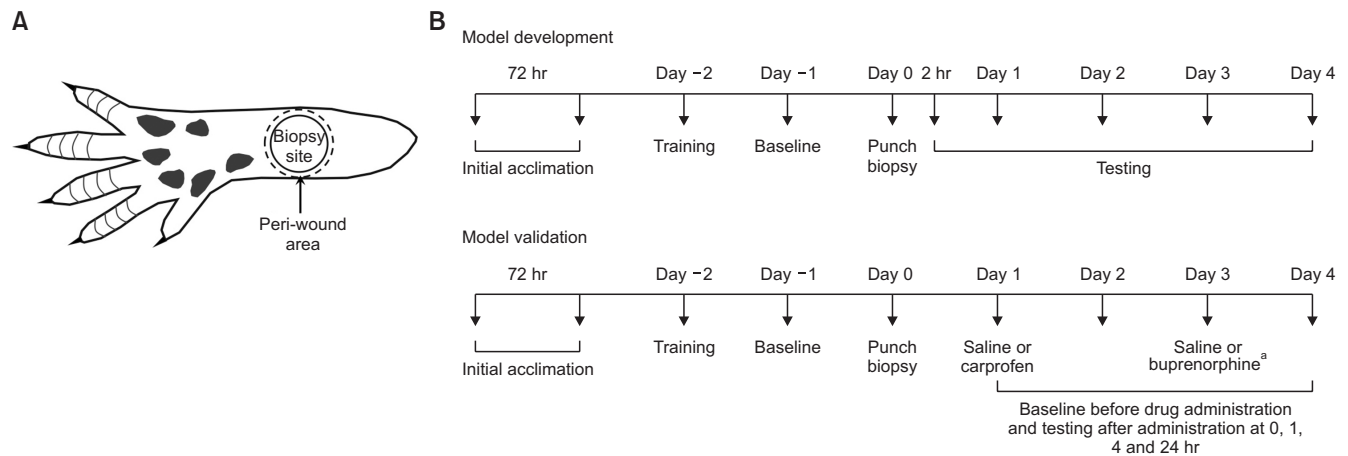 A
Biopsy
site
Peri-wound
area
B
Model development
72 hr Day −2 Day −1 Day 0 2 hr Day 1 Day 2 Day 3 Day 4
Initial acclimation Training Baseline Punch
biopsy Testing
Model validation
72 hr Day −2 Day −1 Day 0 Day 1 Day 2 Day 3 Day 4
Initial acclimation Training Baseline Punch
biopsy Saline or
carprofen Saline or
buprenorphineᵃ
Baseline before drug administration
and testing after administration at 0, 1,
4 and 24 hr